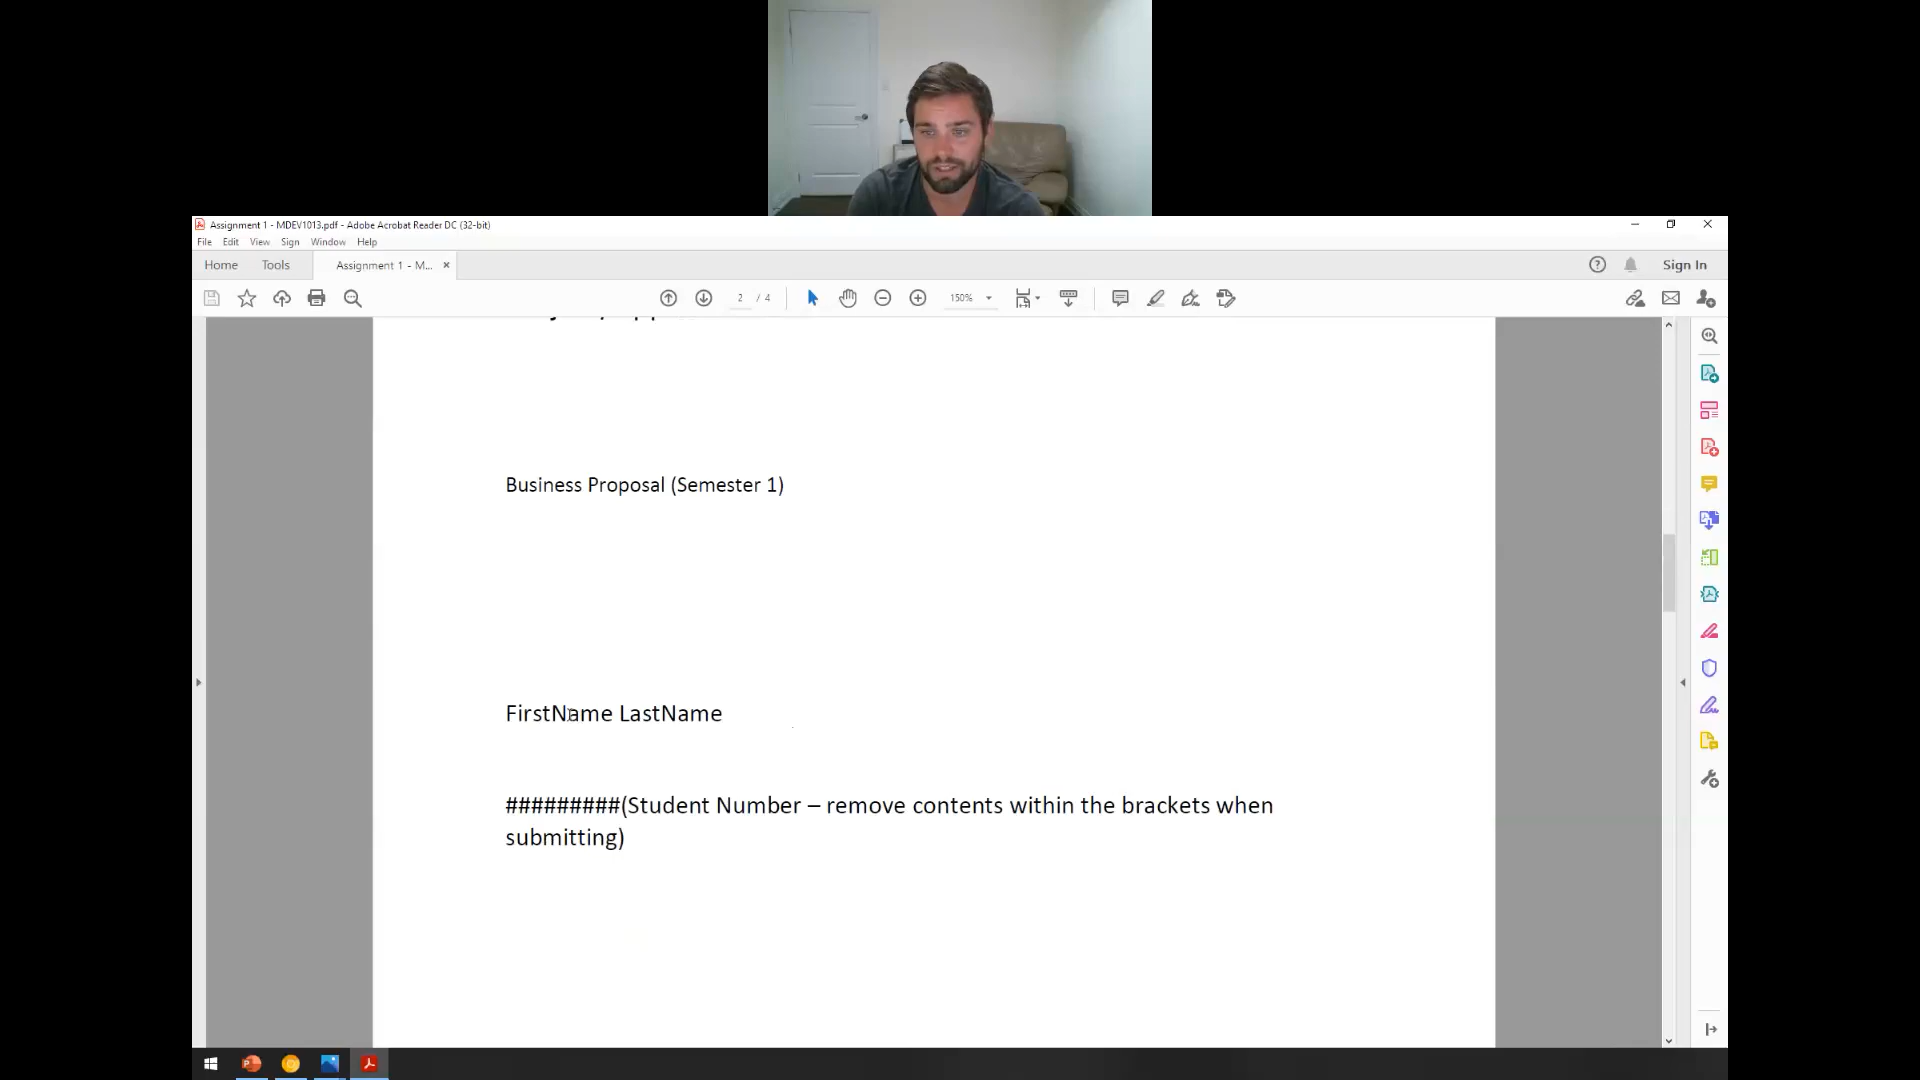 Assignment 1 - MDEV1013.pdf - Adobe Acrobat Reader DC (32-bit)
File Edit View Sign Window Help
Home Tools Assignment 1 - M... × Sign In
2 / 4 150%
Business Proposal (Semester 1)
FirstName LastName
#########(Student Number – remove contents within the brackets when
submitting)